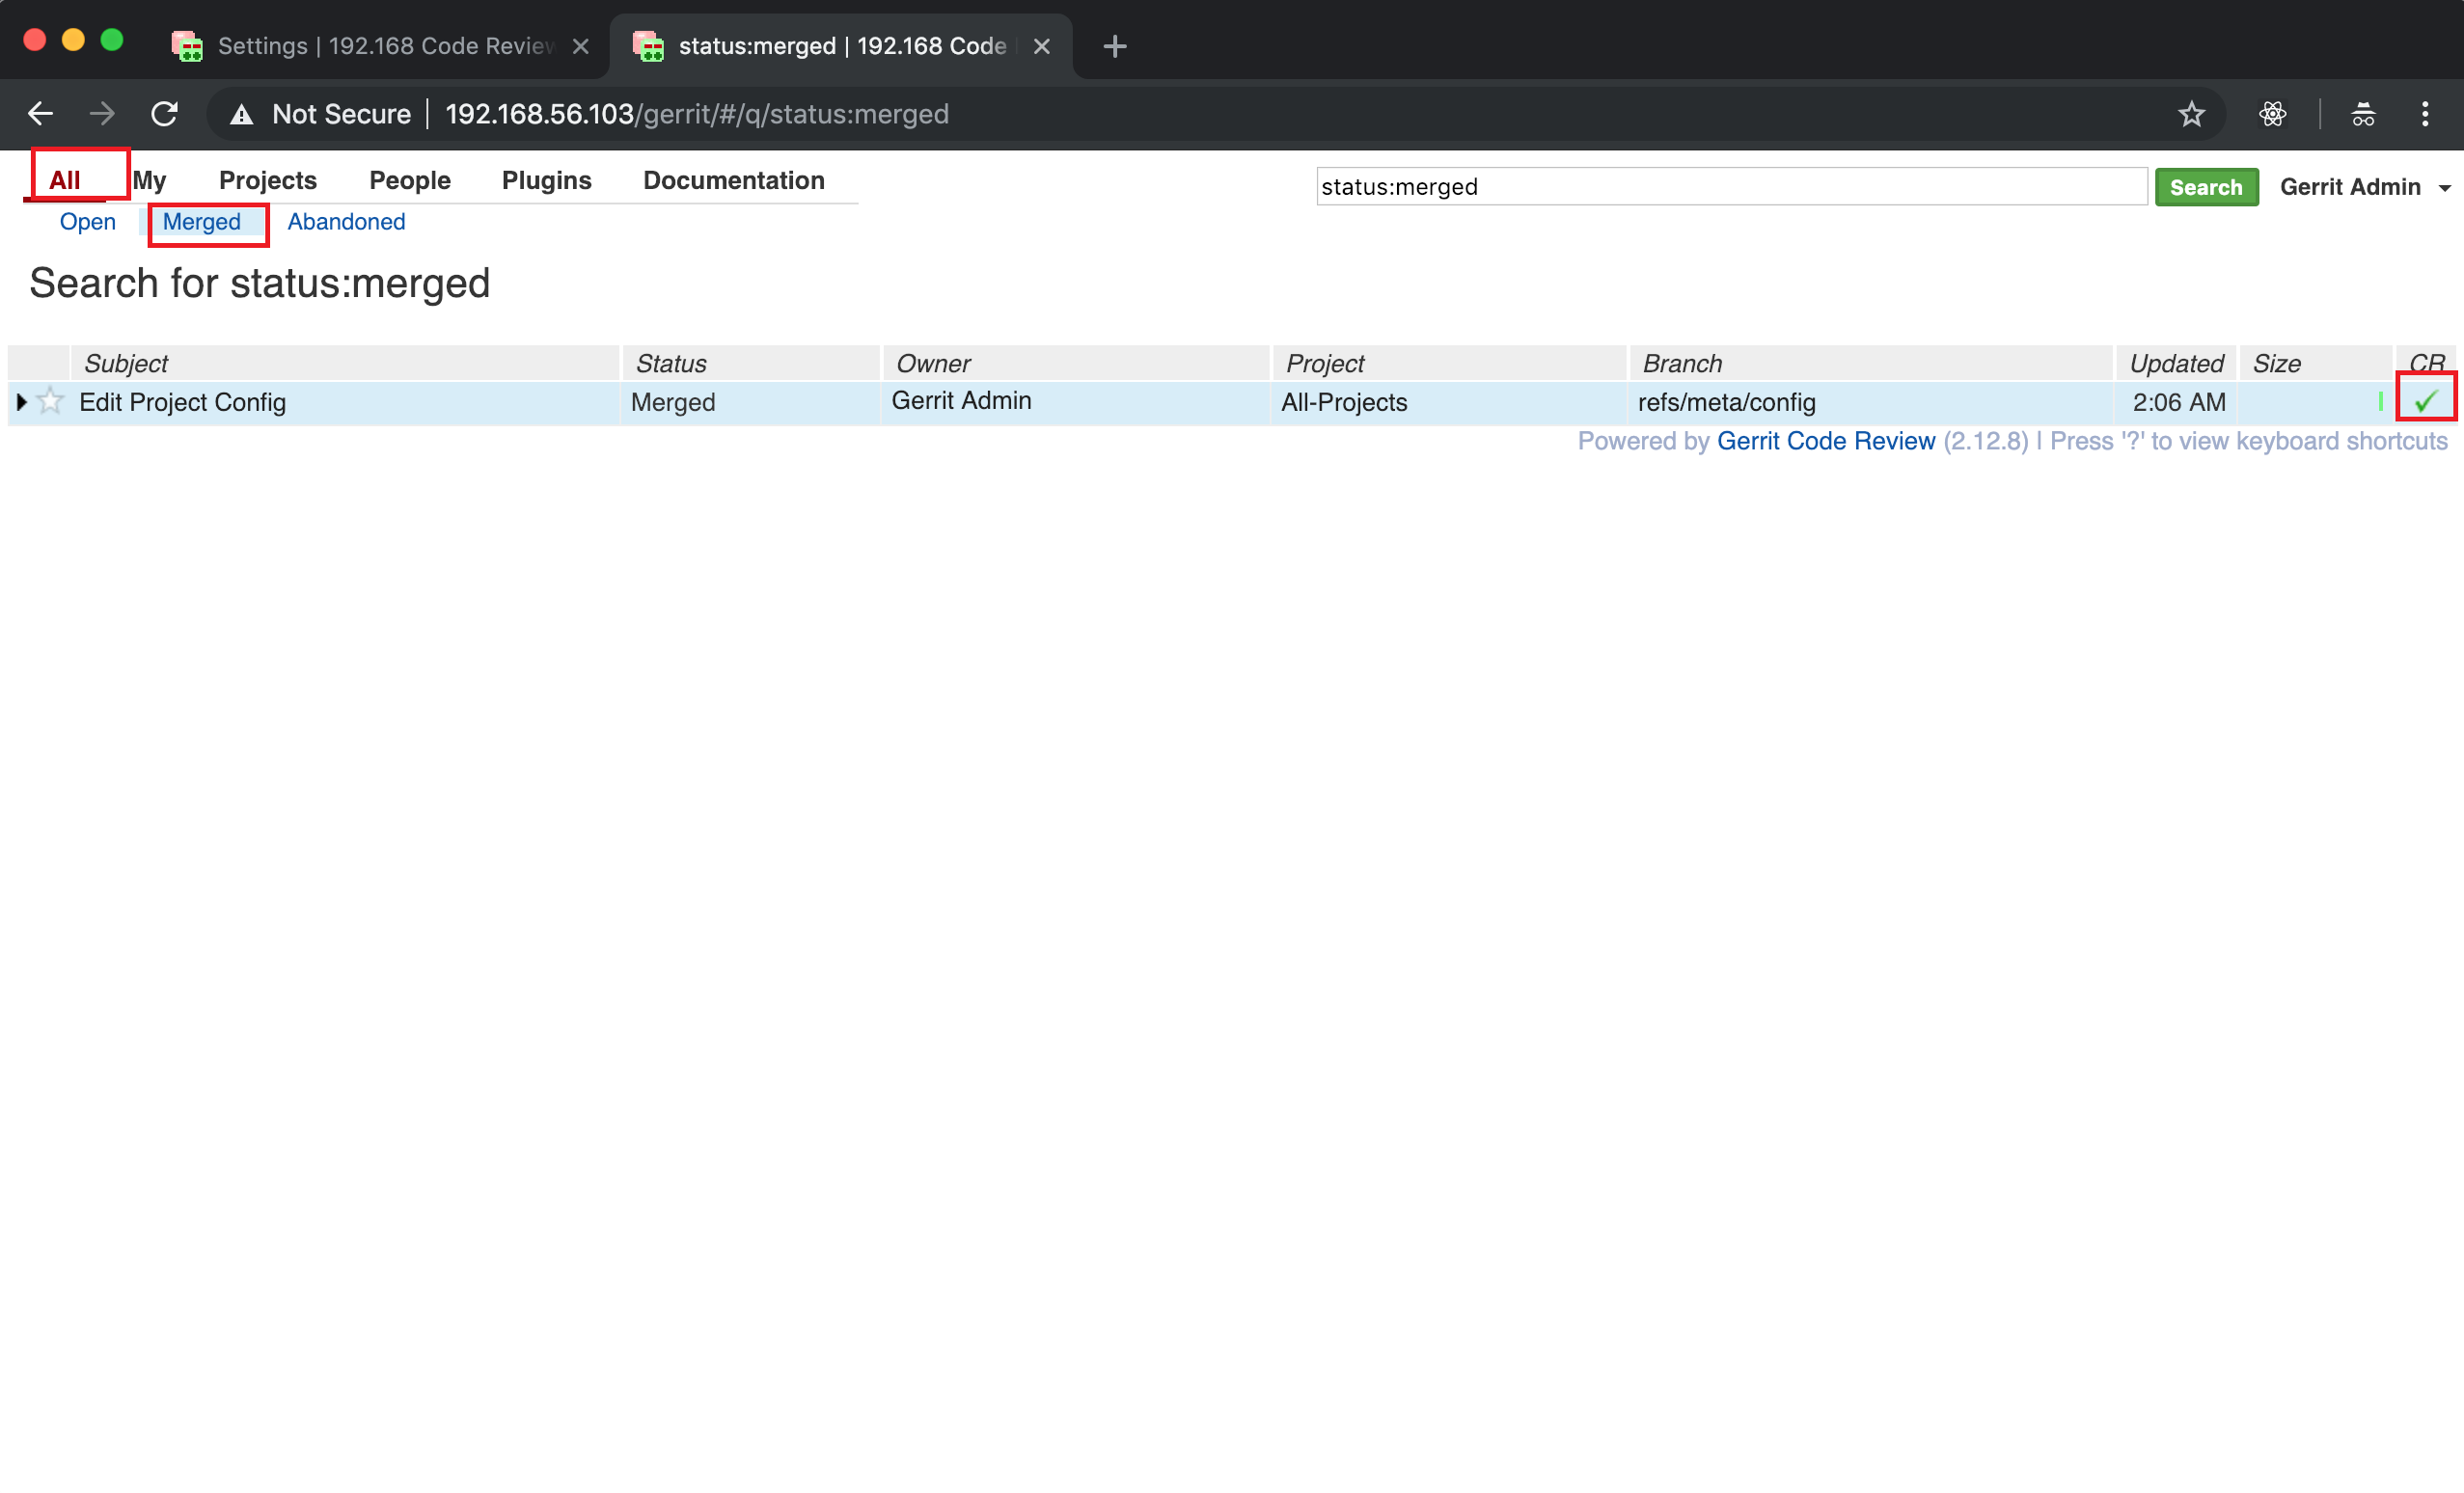 Settings | 192.168 Code Review
status:merged | 192.168 Code
Not Secure | 192.168.56.103/gerrit/#/q/status:merged
All My Projects People Plugins Documentation
status:merged Search Gerrit Admin
Open Merged Abandoned
Search for status:merged
Subject Status Owner Project Branch Updated Size CR
Edit Project Config Merged Gerrit Admin All-Projects refs/meta/config 2:06 AM
Powered by Gerrit Code Review (2.12.8) | Press '?' to view keyboard shortcuts